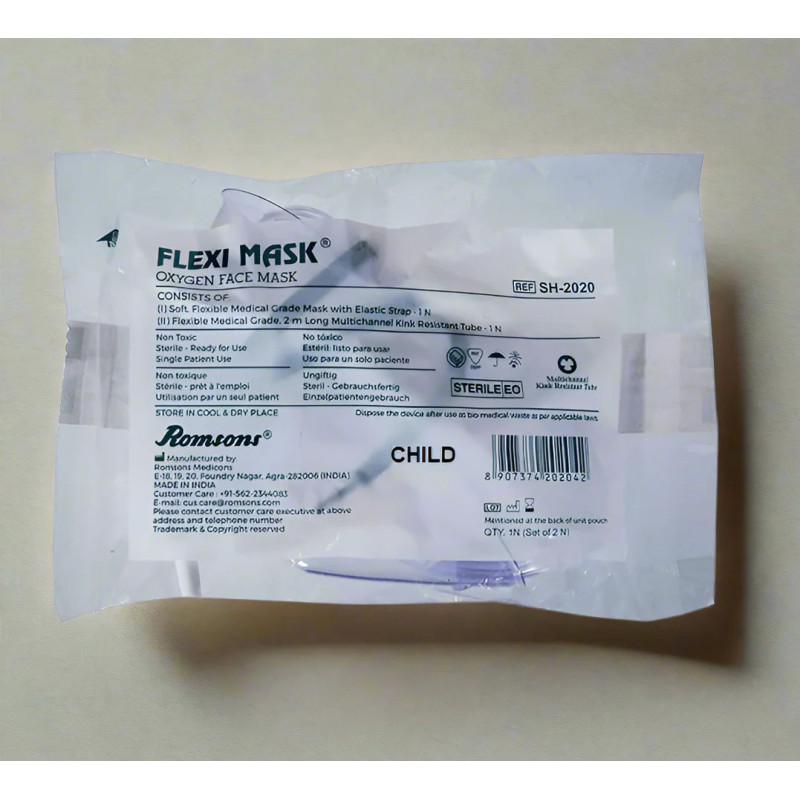 FLEXI MASK®
OXYGEN FACE MASK
REF SH-2020
CONSISTS OF
(I) Soft, Flexible Medical Grade Mask with Elastic Strap - 1 N
(II) Flexible Medical Grade, 2 m Long Multichannel Kink Resistant Tube - 1 N
Non Toxic
Sterile - Ready for Use
Single Patient Use
No tóxico
Estéril: listo para usar
Uso para un solo paciente
Non toxique
Stérile - prêt à l'emploi
Utilisation par un seul patient
Ungiftig
Steril - Gebrauchsfertig
Einzelpatientengebrauch
STERILE EO
Multichannel
Kink Resistant Tube
STORE IN COOL & DRY PLACE
Dispose the device after use as bio medical waste as per applicable laws
Romsons®
Manufactured by
Romsons Medicons
E-18, 19, 20, Foundry Nagar, Agra-282006 (INDIA)
MADE IN INDIA
Customer Care : +91-562-2344083
E-mail: cus.care@romsons.com
Please contact customer care executive at above
address and telephone number
Trademark & Copyright reserved
CHILD
8 907374 202042
LOT
Mentioned at the back of unit pouch
QTY. 1N (Set of 2 N)